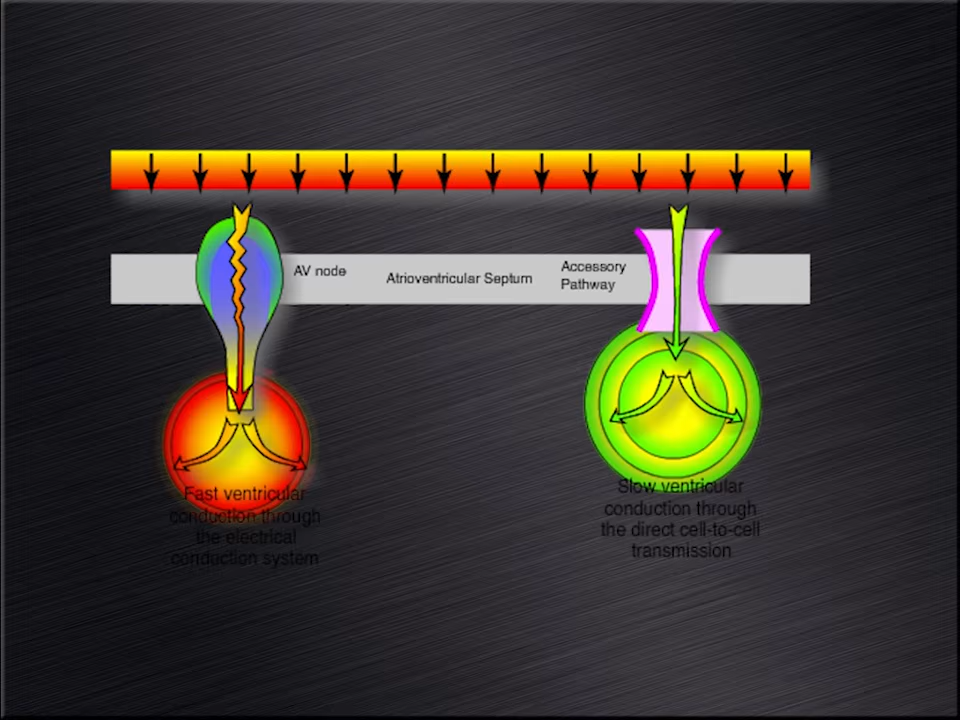 AV node
Atrioventricular Septum
Accessory
Pathway
Fast ventricular
conduction through
the electrical
conduction system
Slow ventricular
conduction through
the direct cell-to-cell
transmission